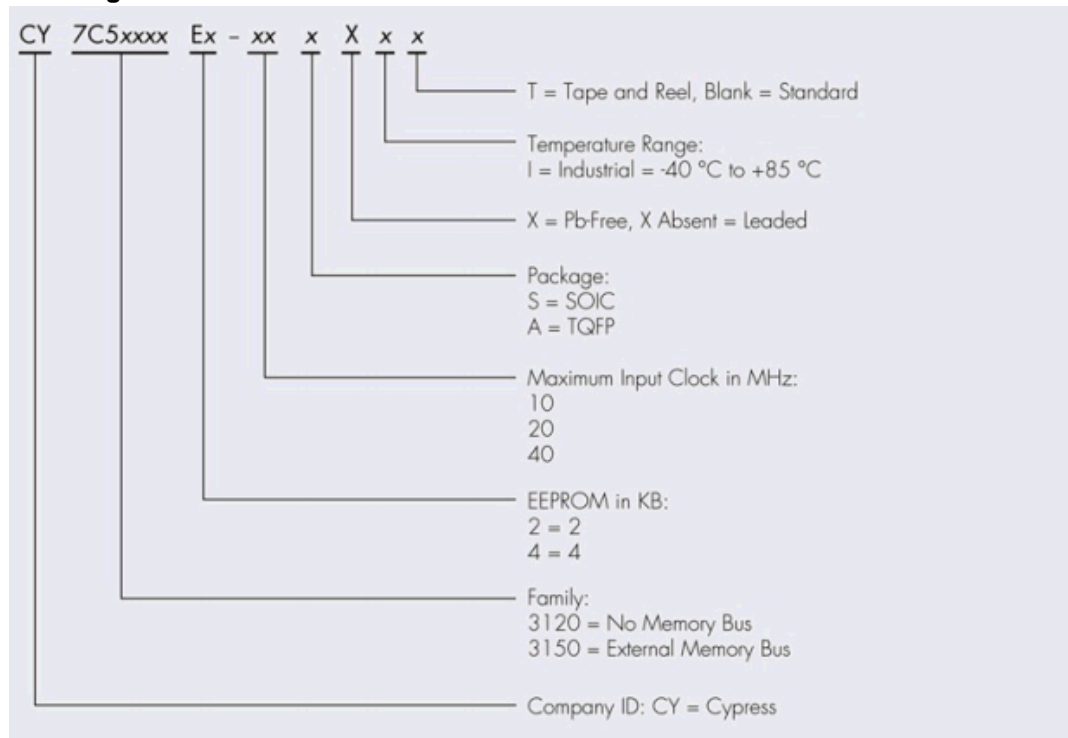 CY 7C5xxxx Ex - xx x X x x
T = Tape and Reel, Blank = Standard
Temperature Range:
I = Industrial = -40 °C to +85 °C
X = Pb-Free, X Absent = Leaded
Package:
S = SOIC
A = TQFP
Maximum Input Clock in MHz:
10
20
40
EEPROM in KB:
2 = 2
4 = 4
Family:
3120 = No Memory Bus
3150 = External Memory Bus
Company ID: CY = Cypress